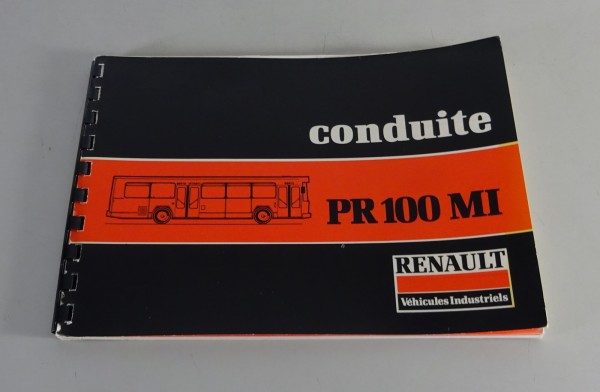 conduite
PR 100 MI
RENAULT
Véhicules Industriels